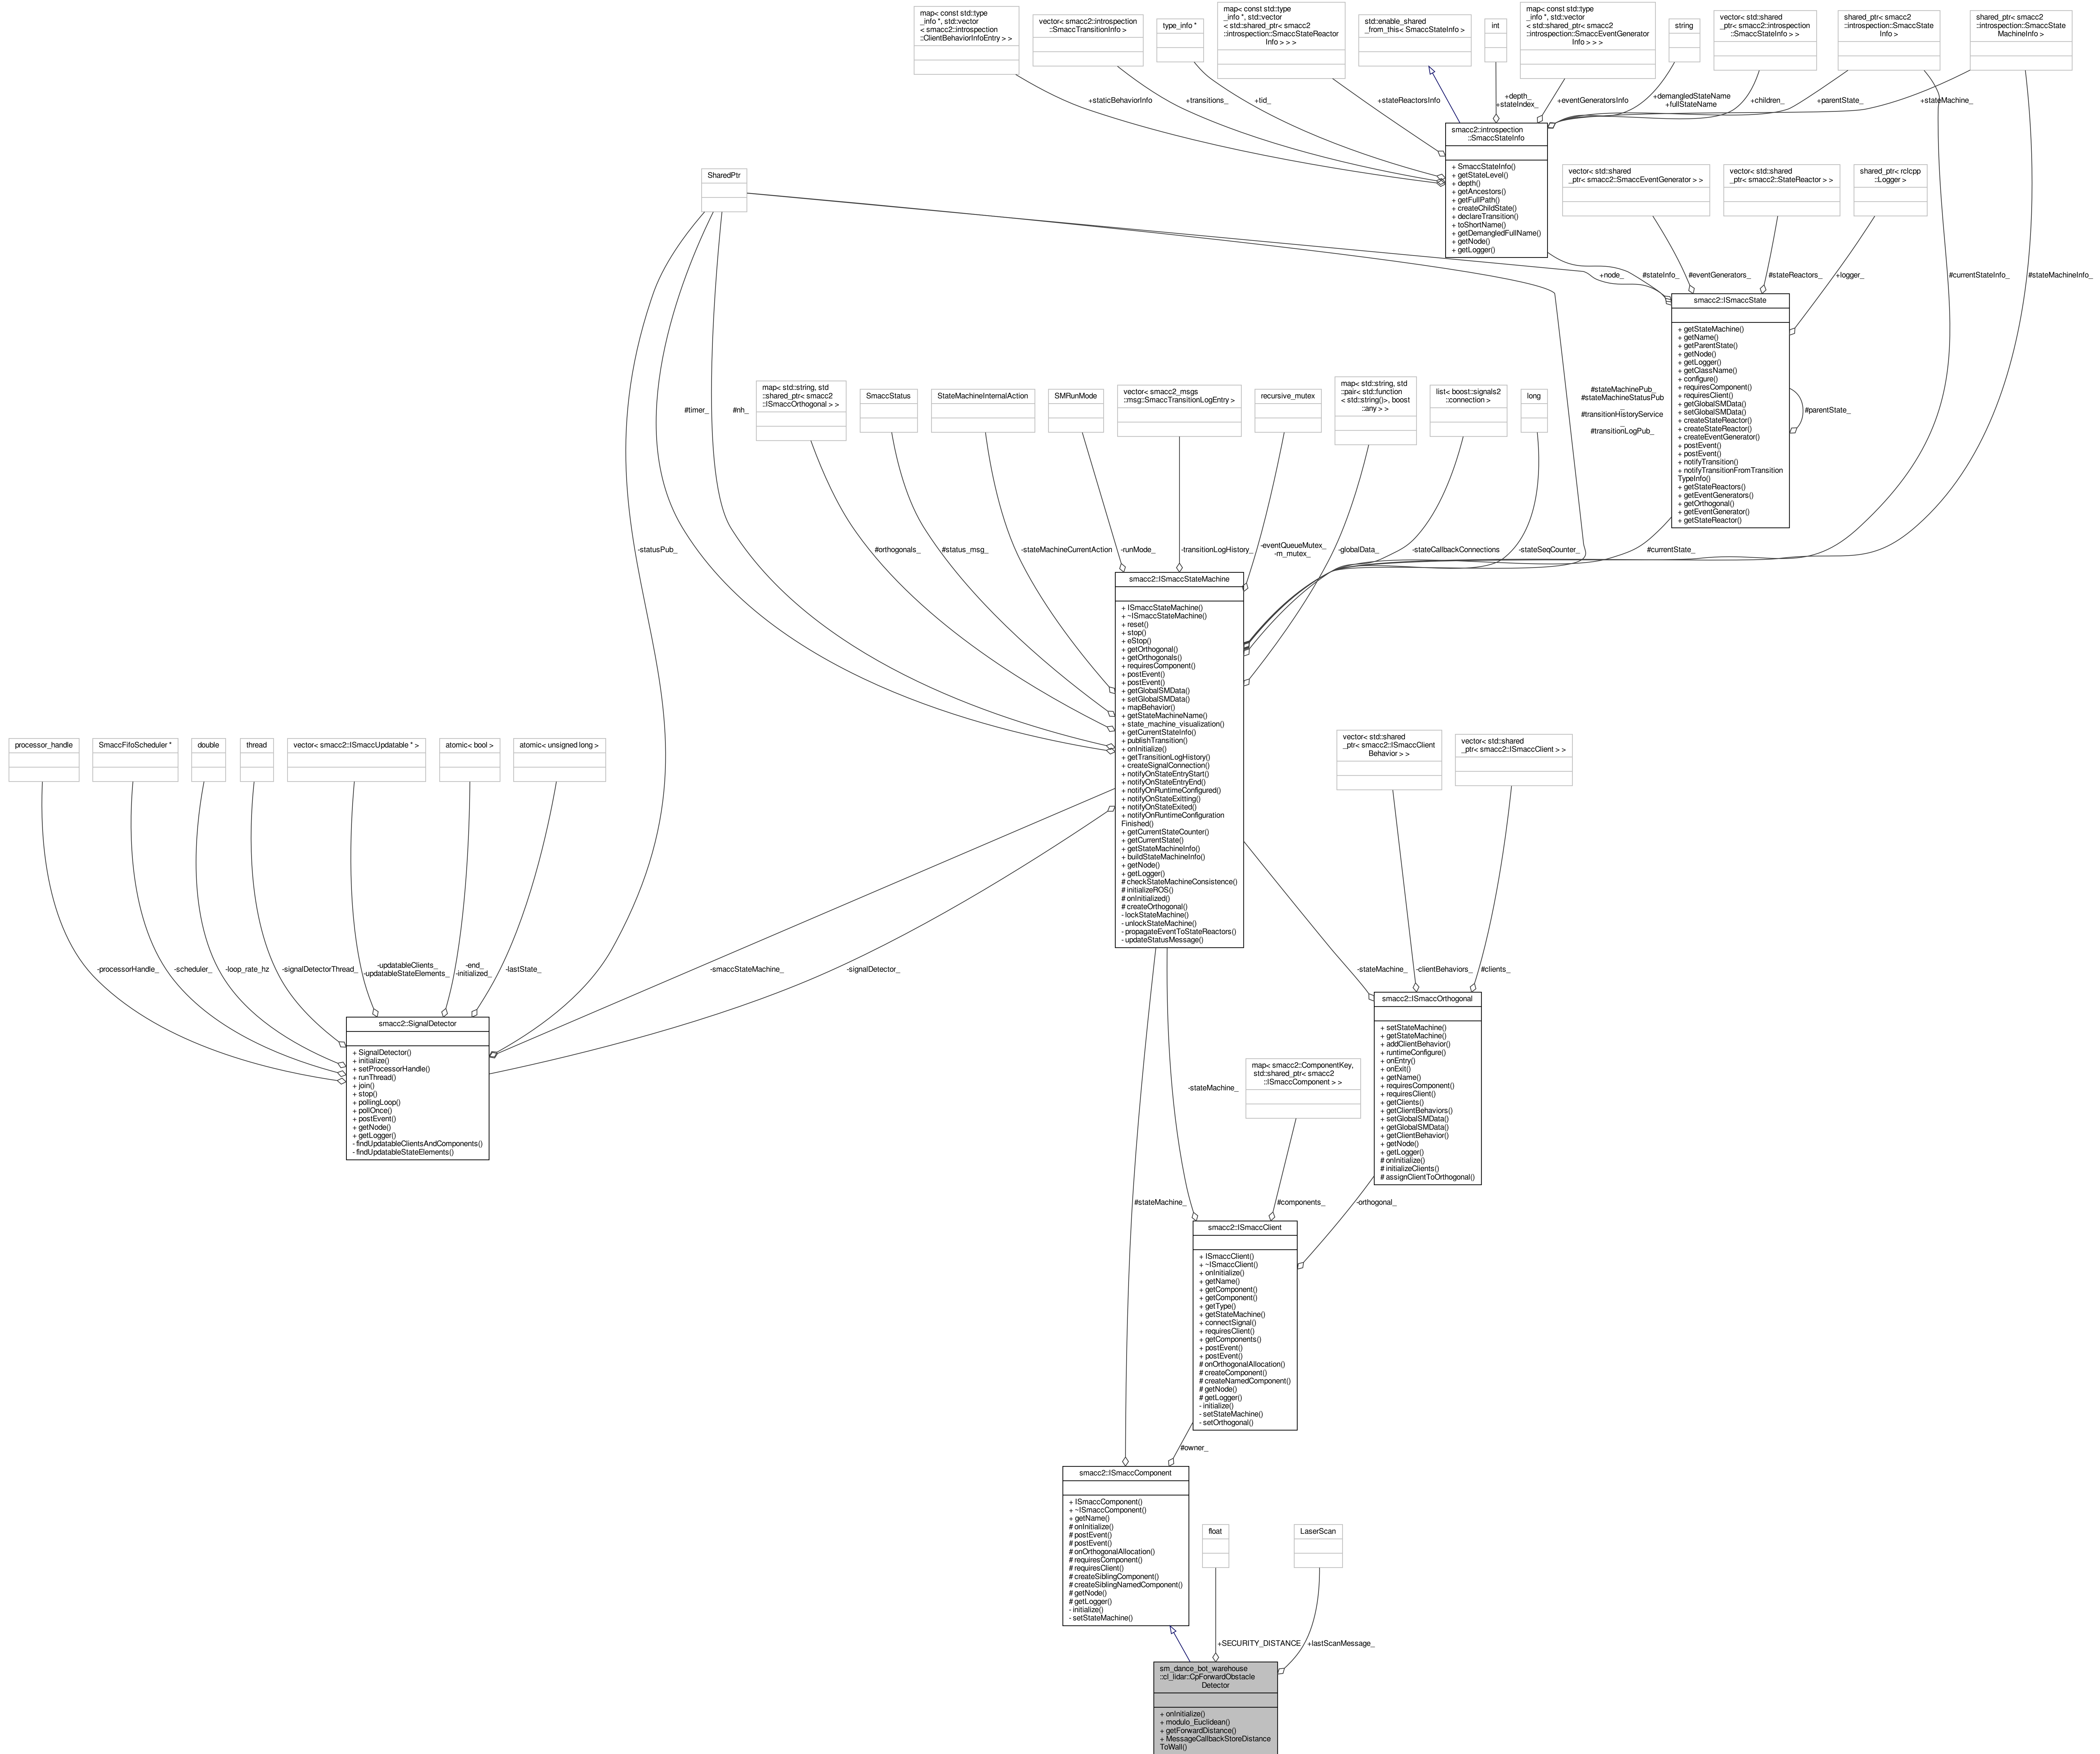 map< const std::type
_info *, std::vector
< smacc2::introspection
::ClientBehaviorInfoEntry > >
vector< smacc2::introspection
::SmaccTransitionInfo >
type_info *
map< const std::type
_info *, std::vector
< std::shared_ptr< smacc2
::introspection::SmaccStateReactor
Info > > >
std::enable_shared
_from_this< SmaccStateInfo >
int
map< const std::type
_info *, std::vector
< std::shared_ptr< smacc2
::introspection::SmaccEventGenerator
Info > > >
string
vector< std::shared
_ptr< smacc2::introspection
::SmaccStateInfo > >
shared_ptr< smacc2
::introspection::SmaccState
Info >
shared_ptr< smacc2
::introspection::SmaccState
MachineInfo >
+staticBehaviorInfo
+transitions_
+tid_
+stateReactorsInfo
+depth_
+stateIndex_
+eventGeneratorsInfo
+demangledStateName
+fullStateName
+children_
+parentState_
+stateMachine_
smacc2::introspection
::SmaccStateInfo
+ SmaccStateInfo()
+ getStateLevel()
+ depth()
+ getAncestors()
+ getFullPath()
+ createChildState()
+ declareTransition()
+ toShortName()
+ getDemangledFullName()
+ getNode()
+ getLogger()
SharedPtr
vector< std::shared
_ptr< smacc2::SmaccEventGenerator > >
vector< std::shared
_ptr< smacc2::StateReactor > >
shared_ptr< rclcpp
::Logger >
+node_
#stateInfo_
#eventGenerators_
#stateReactors_
+logger_
#currentStateInfo_
#stateMachineInfo_
smacc2::ISmaccState
+ getStateMachine()
+ getName()
+ getParentState()
+ getNode()
+ getLogger()
+ getClassName()
+ configure()
+ requiresComponent()
+ requiresClient()
+ getGlobalSMData()
+ setGlobalSMData()
+ createStateReactor()
+ createStateReactor()
+ createEventGenerator()
+ postEvent()
+ postEvent()
+ notifyTransition()
+ notifyTransitionFromTransition
TypeInfo()
+ getStateReactors()
+ getEventGenerators()
+ getOrthogonal()
+ getEventGenerator()
+ getStateReactor()
#parentState_
#timer_
#nh_
map< std::string, std
::shared_ptr< smacc2
::ISmaccOrthogonal > >
SmaccStatus
StateMachineInternalAction
SMRunMode
vector< smacc2_msgs
::msg::SmaccTransitionLogEntry >
recursive_mutex
map< std::string, std
::pair< std::function
< std::string()>, boost
::any > >
list< boost::signals2
::connection >
long
#stateMachinePub_
#stateMachineStatusPub
_
#transitionHistoryService
_
#transitionLogPub_
-statusPub_
#orthogonals_
#status_msg_
-stateMachineCurrentAction
-runMode_
-transitionLogHistory_
-eventQueueMutex_
-m_mutex_
-globalData_
-stateCallbackConnections
-stateSeqCounter_
#currentState_
smacc2::ISmaccStateMachine
+ ISmaccStateMachine()
+ ~ISmaccStateMachine()
+ reset()
+ stop()
+ eStop()
+ getOrthogonal()
+ getOrthogonals()
+ requiresComponent()
+ postEvent()
+ postEvent()
+ getGlobalSMData()
+ setGlobalSMData()
+ mapBehavior()
+ getStateMachineName()
+ state_machine_visualization()
+ getCurrentStateInfo()
+ publishTransition()
+ onInitialize()
+ getTransitionLogHistory()
+ createSignalConnection()
+ notifyOnStateEntryStart()
+ notifyOnStateEntryEnd()
+ notifyOnRuntimeConfigured()
+ notifyOnStateExitting()
+ notifyOnStateExited()
+ notifyOnRuntimeConfiguration
Finished()
+ getCurrentStateCounter()
+ getCurrentState()
+ getStateMachineInfo()
+ buildStateMachineInfo()
+ getNode()
+ getLogger()
# checkStateMachineConsistence()
# initializeROS()
# onInitialized()
# createOrthogonal()
- lockStateMachine()
- unlockStateMachine()
- propagateEventToStateReactors()
- updateStatusMessage()
processor_handle
SmaccFifoScheduler *
double
thread
vector< smacc2::ISmaccUpdatable * >
atomic< bool >
atomic< unsigned long >
vector< std::shared
_ptr< smacc2::ISmaccClient
Behavior > >
vector< std::shared
_ptr< smacc2::ISmaccClient > >
-processorHandle_
-scheduler_
-loop_rate_hz
-signalDetectorThread_
-updatableClients_
-updatableStateElements_
-end_
-initialized_
-lastState_
-smaccStateMachine_
-signalDetector_
-stateMachine_
-clientBehaviors_
#clients_
smacc2::SignalDetector
+ SignalDetector()
+ initialize()
+ setProcessorHandle()
+ runThread()
+ join()
+ stop()
+ pollingLoop()
+ pollOnce()
+ postEvent()
+ getNode()
+ getLogger()
- findUpdatableClientsAndComponents()
- findUpdatableStateElements()
smacc2::ISmaccOrthogonal
+ setStateMachine()
+ getStateMachine()
+ addClientBehavior()
+ runtimeConfigure()
+ onEntry()
+ onExit()
+ getName()
+ requiresComponent()
+ requiresClient()
+ getClients()
+ getClientBehaviors()
+ setGlobalSMData()
+ getGlobalSMData()
+ getClientBehavior()
+ getNode()
+ getLogger()
# onInitialize()
# initializeClients()
# assignClientToOrthogonal()
map< smacc2::ComponentKey,
std::shared_ptr< smacc2
::ISmaccComponent > >
-stateMachine_
#stateMachine_
#components_
-orthogonal_
smacc2::ISmaccClient
+ ISmaccClient()
+ ~ISmaccClient()
+ onInitialize()
+ getName()
+ getComponent()
+ getComponent()
+ getType()
+ getStateMachine()
+ connectSignal()
+ requiresClient()
+ getComponents()
+ postEvent()
+ postEvent()
# onOrthogonalAllocation()
# createComponent()
# createNamedComponent()
# getNode()
# getLogger()
- initialize()
- setStateMachine()
- setOrthogonal()
#owner_
smacc2::ISmaccComponent
+ ISmaccComponent()
+ ~ISmaccComponent()
+ getName()
# onInitialize()
# postEvent()
# postEvent()
# onOrthogonalAllocation()
# requiresComponent()
# requiresClient()
# createSiblingComponent()
# createSiblingNamedComponent()
# getNode()
# getLogger()
- initialize()
- setStateMachine()
float
LaserScan
+SECURITY_DISTANCE
+lastScanMessage_
sm_dance_bot_warehouse
::cl_lidar::CpForwardObstacle
Detector
+ onInitialize()
+ modulo_Euclidean()
+ getForwardDistance()
+ MessageCallbackStoreDistance
ToWall()